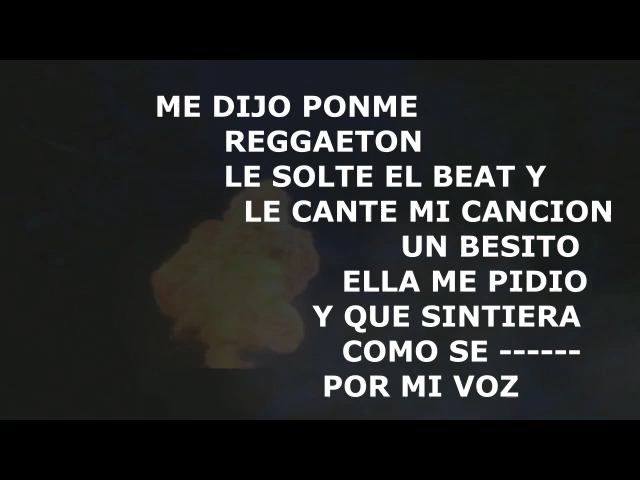 ME DIJO PONME
REGGAETON
LE SOLTE EL BEAT Y
LE CANTE MI CANCION
UN BESITO
ELLA ME PIDIO
Y QUE SINTIERA
COMO SE ------
POR MI VOZ